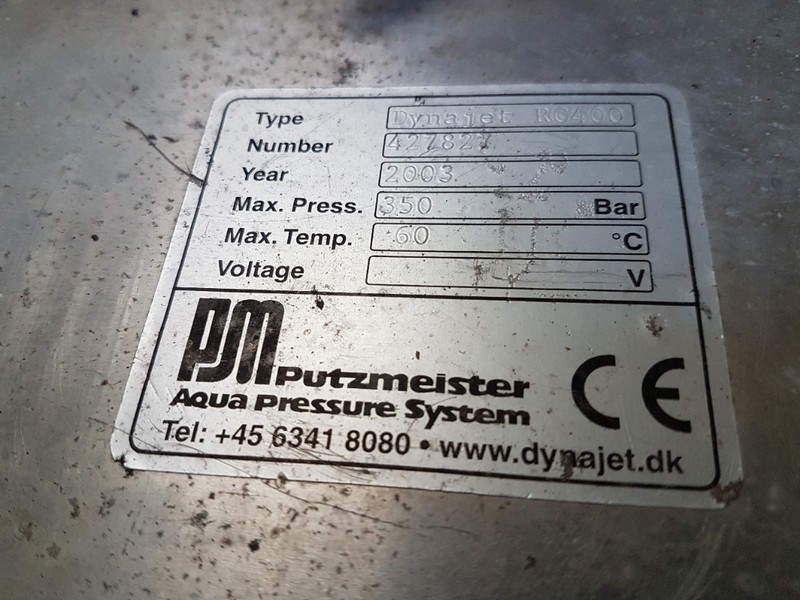 Type Dynajet RC400
Number 427827
Year 2003
Max. Press. 350 Bar
Max. Temp. 60 °C
Voltage V
PM Putzmeister
Aqua Pressure System
CE
Tel: +45 6341 8080 • www.dynajet.dk